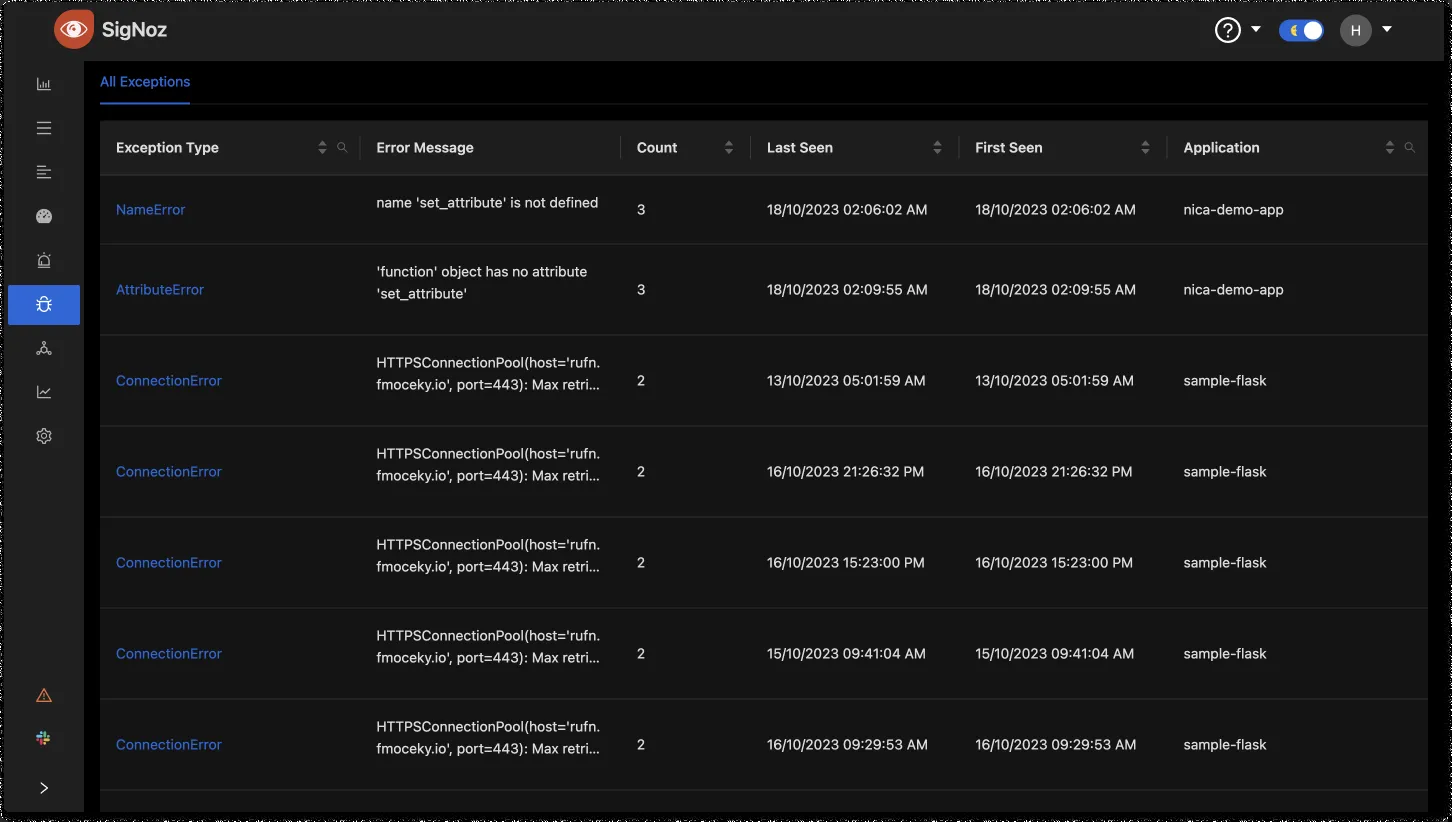 SigNoz
H
All Exceptions
Exception Type Error Message Count Last Seen First Seen Application
NameError name 'set_attribute' is not defined 3 18/10/2023 02:06:02 AM 18/10/2023 02:06:02 AM nica-demo-app
AttributeError 'function' object has no attribute 3 18/10/2023 02:09:55 AM 18/10/2023 02:09:55 AM nica-demo-app
'set_attribute'
ConnectionError HTTPSConnectionPool(host='rufn. 2 13/10/2023 05:01:59 AM 13/10/2023 05:01:59 AM sample-flask
fmoceky.io', port=443): Max retri...
ConnectionError HTTPSConnectionPool(host='rufn. 2 16/10/2023 21:26:32 PM 16/10/2023 21:26:32 PM sample-flask
fmoceky.io', port=443): Max retri...
ConnectionError HTTPSConnectionPool(host='rufn. 2 16/10/2023 15:23:00 PM 16/10/2023 15:23:00 PM sample-flask
fmoceky.io', port=443): Max retri...
ConnectionError HTTPSConnectionPool(host='rufn. 2 15/10/2023 09:41:04 AM 15/10/2023 09:41:04 AM sample-flask
fmoceky.io', port=443): Max retri...
ConnectionError HTTPSConnectionPool(host='rufn. 2 16/10/2023 09:29:53 AM 16/10/2023 09:29:53 AM sample-flask
fmoceky.io', port=443): Max retri...